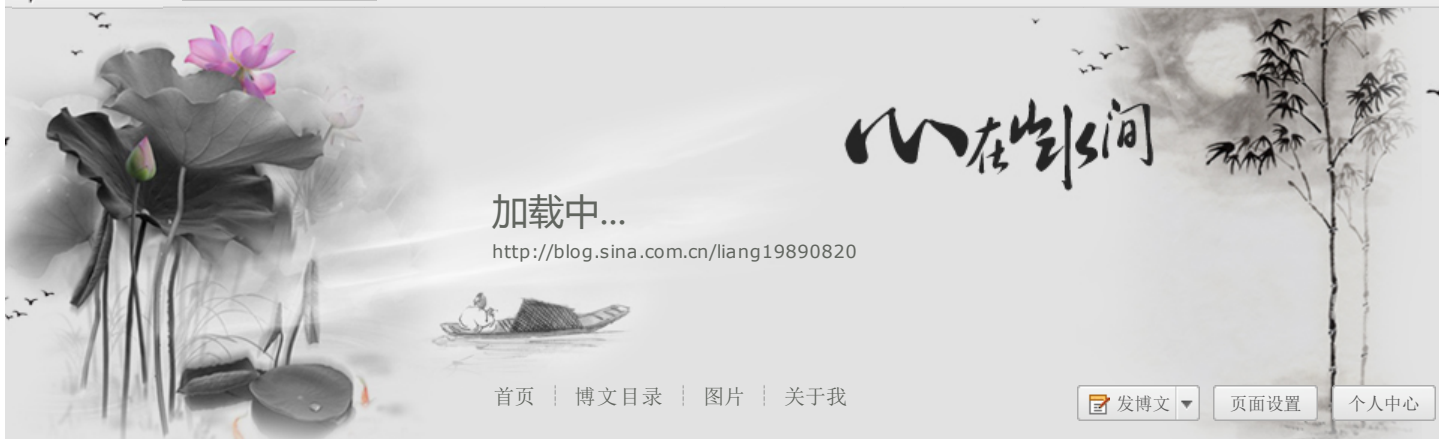 心在山水间
加载中...
http://blog.sina.com.cn/liang19890820
首页 博文目录 图片 关于我
发博文 页面设置 个人中心